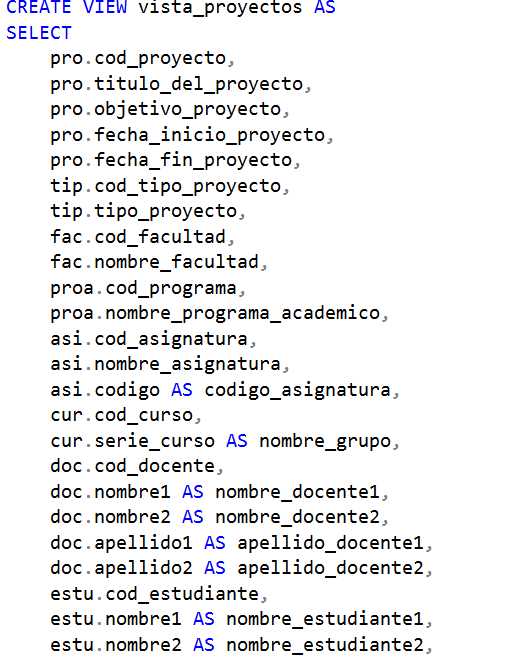 CREATE VIEW vista_proyectos AS
SELECT
pro.cod_proyecto,
pro.titulo_del_proyecto,
pro.objetivo_proyecto,
pro.fecha_inicio_proyecto,
pro.fecha_fin_proyecto,
tip.cod_tipo_proyecto,
tip.tipo_proyecto,
fac.cod_facultad,
fac.nombre_facultad,
proa.cod_programa,
proa.nombre_programa_academico,
asi.cod_asignatura,
asi.nombre_asignatura,
asi.codigo AS codigo_asignatura,
cur.cod_curso,
cur.serie_curso AS nombre_grupo,
doc.cod_docente,
doc.nombre1 AS nombre_docente1,
doc.nombre2 AS nombre_docente2,
doc.apellido1 AS apellido_docente1,
doc.apellido2 AS apellido_docente2,
estu.cod_estudiante,
estu.nombre1 AS nombre_estudiante1,
estu.nombre2 AS nombre_estudiante2,